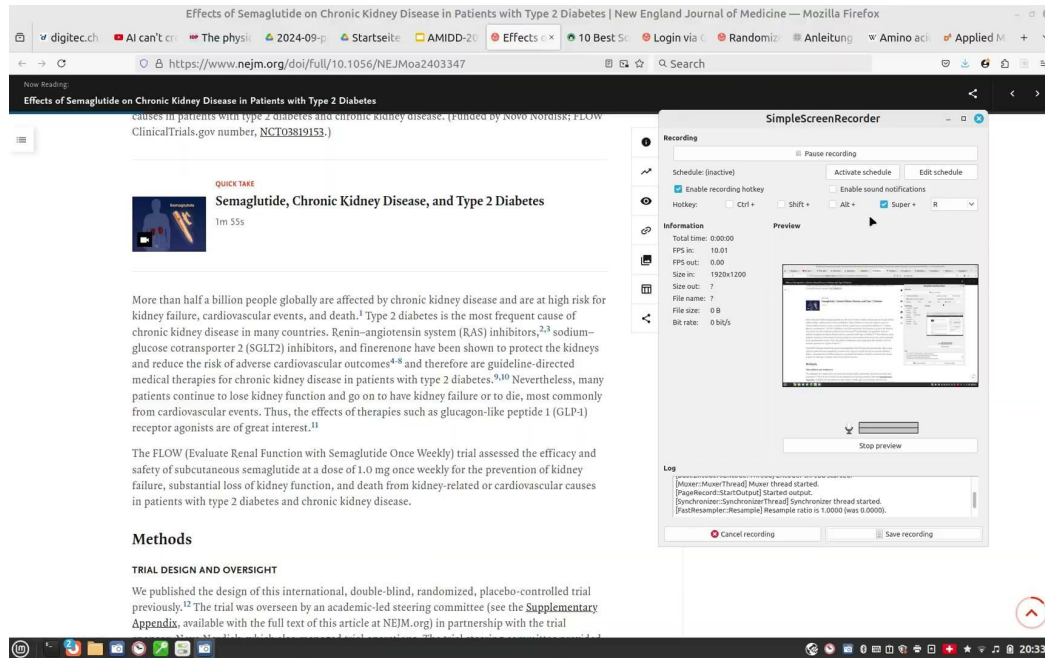 Effects of Semaglutide on Chronic Kidney Disease in Patients with Type 2 Diabetes | New England Journal of Medicine — Mozilla Firefox
digitec.ch
AI can't cr
The physi
2024-09-p
Startseite
AMIDD-20
Effects o
10 Best Sc
Login via
Randomiz
Anleitung
Amino aci
Applied M
https://www.nejm.org/doi/full/10.1056/NEJMoa2403347
Search
Now Reading:
Effects of Semaglutide on Chronic Kidney Disease in Patients with Type 2 Diabetes
causes in patients with type 2 diabetes and chronic kidney disease. (Funded by Novo Nordisk; FLOW
ClinicalTrials.gov number, NCT03819153.)
QUICK TAKE
Semaglutide, Chronic Kidney Disease, and Type 2 Diabetes
1m 55s
More than half a billion people globally are affected by chronic kidney disease and are at high risk for
kidney failure, cardiovascular events, and death.1 Type 2 diabetes is the most frequent cause of
chronic kidney disease in many countries. Renin–angiotensin system (RAS) inhibitors,2,3 sodium–
glucose cotransporter 2 (SGLT2) inhibitors, and finerenone have been shown to protect the kidneys
and reduce the risk of adverse cardiovascular outcomes4-8 and therefore are guideline-directed
medical therapies for chronic kidney disease in patients with type 2 diabetes.9,10 Nevertheless, many
patients continue to lose kidney function and go on to have kidney failure or to die, most commonly
from cardiovascular events. Thus, the effects of therapies such as glucagon-like peptide 1 (GLP-1)
receptor agonists are of great interest.11
The FLOW (Evaluate Renal Function with Semaglutide Once Weekly) trial assessed the efficacy and
safety of subcutaneous semaglutide at a dose of 1.0 mg once weekly for the prevention of kidney
failure, substantial loss of kidney function, and death from kidney-related or cardiovascular causes
in patients with type 2 diabetes and chronic kidney disease.
Methods
TRIAL DESIGN AND OVERSIGHT
We published the design of this international, double-blind, randomized, placebo-controlled trial
previously.12 The trial was overseen by an academic-led steering committee (see the Supplementary
Appendix, available with the full text of this article at NEJM.org) in partnership with the trial
SimpleScreenRecorder
Recording
Pause recording
Schedule: (inactive)
Activate schedule
Edit schedule
Enable recording hotkey
Enable sound notifications
Hotkey:
Ctrl +
Shift +
Alt +
Super +
R
Information
Preview
Total time: 0:00:00
FPS in: 10.01
FPS out: 0.00
Size in: 1920x1200
Size out: ?
File name: ?
File size: 0 B
Bit rate: 0 bit/s
Stop preview
Log
[Muxer::MuxerThread] Muxer thread started.
[PageRecord::StartOutput] Started output.
[Synchronizer::SynchronizerThread] Synchronizer thread started.
[FastResampler::Resample] Resample ratio is 1.0000 (was 0.0000).
Cancel recording
Save recording
20:33